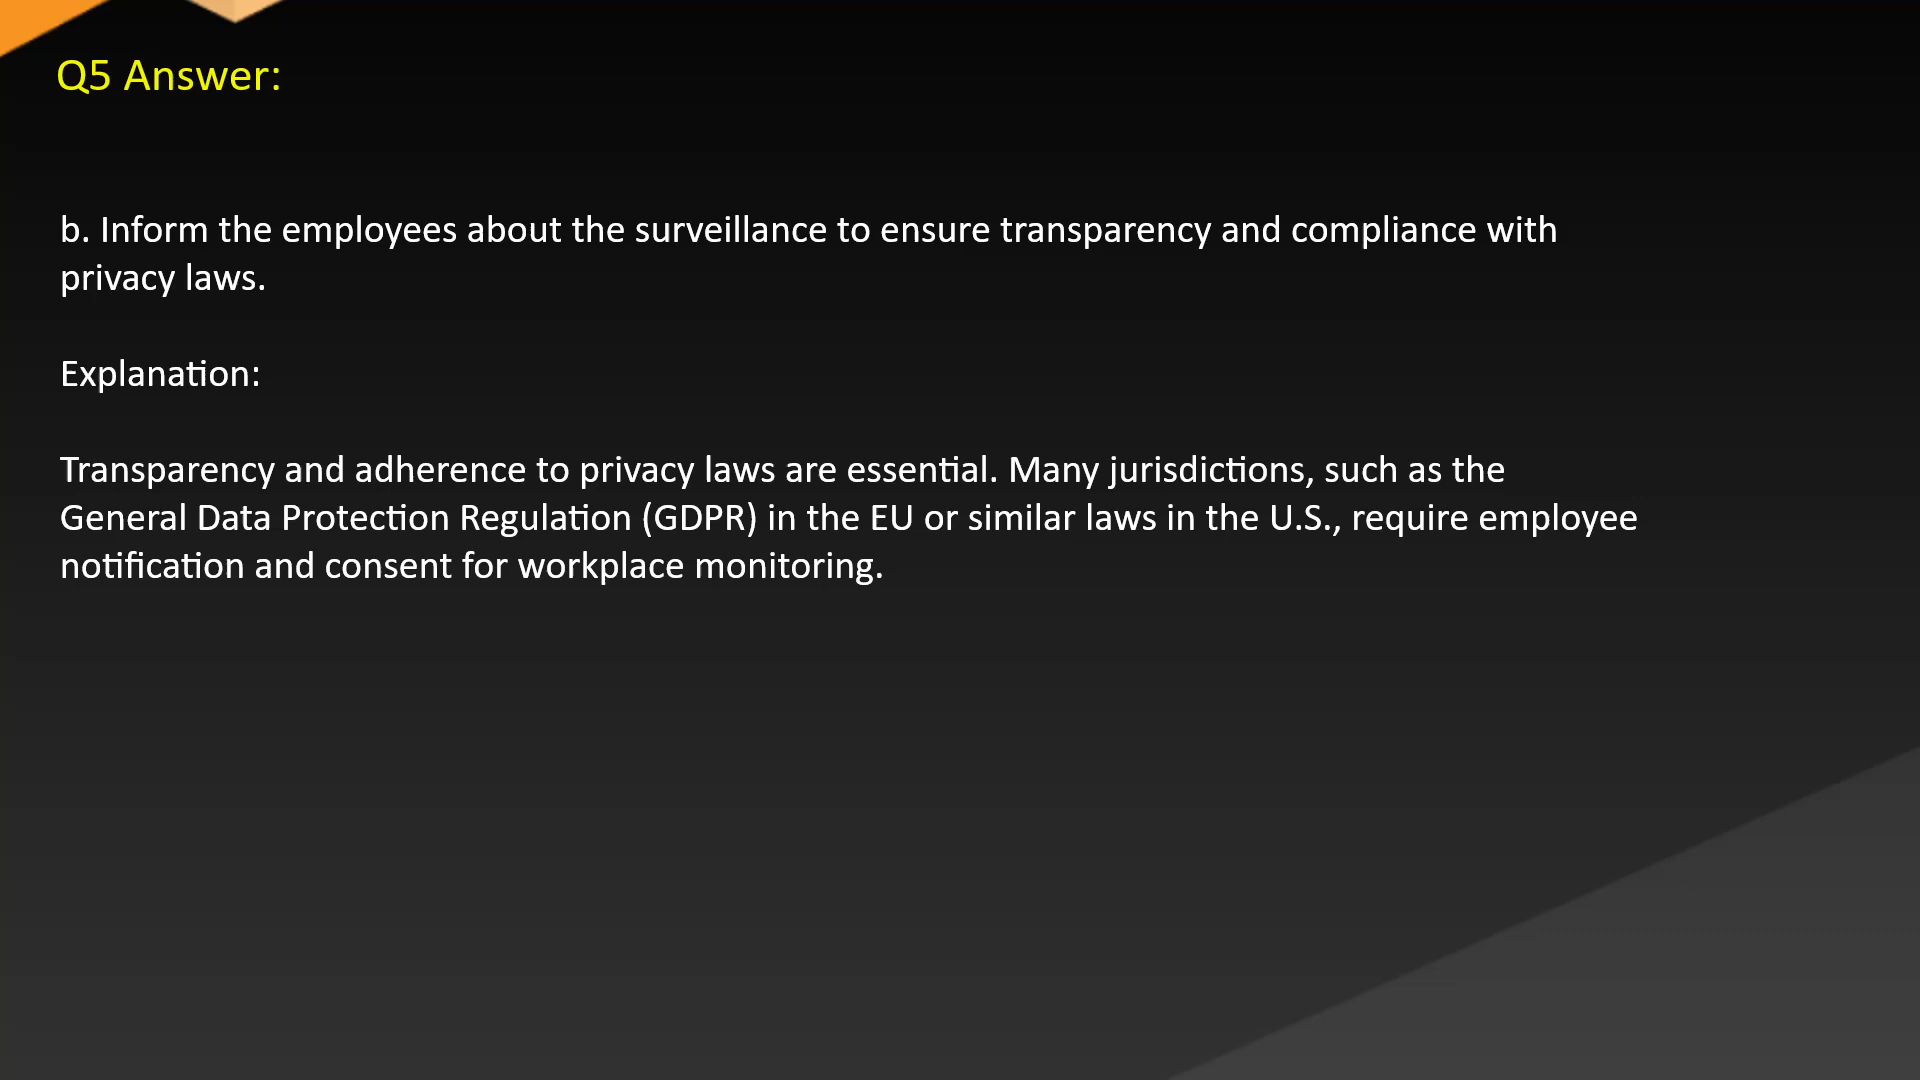 Q5 Answer:
b. Inform the employees about the surveillance to ensure transparency and compliance with
privacy laws.
Explanation:
Transparency and adherence to privacy laws are essential. Many jurisdictions, such as the
General Data Protection Regulation (GDPR) in the EU or similar laws in the U.S., require employee
notification and consent for workplace monitoring.